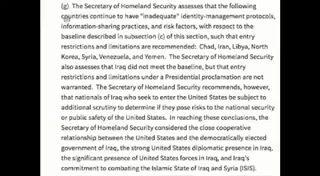 (g) The Secretary of Homeland Security assesses that the following
countries continue to have "inadequate" identity-management protocols,
information-sharing practices, and risk factors, with respect to the
baseline described in subsection (c) of this section, such that entry
restrictions and limitations are recommended: Chad, Iran, Libya, North
Korea, Syria, Venezuela, and Yemen. The Secretary of Homeland Security
also assesses that Iraq did not meet the baseline, but that entry
restrictions and limitations under a Presidential proclamation are not
warranted. The Secretary of Homeland Security recommends, however,
that nationals of Iraq who seek to enter the United States be subject to
additional scrutiny to determine if they pose risks to the national security
or public safety of the United States. In reaching these conclusions, the
Secretary of Homeland Security considered the close cooperative
relationship between the United States and the democratically elected
government of Iraq, the strong United States diplomatic presence in Iraq,
the significant presence of United States forces in Iraq, and Iraq's
commitment to combating the Islamic State of Iraq and Syria (ISIS).